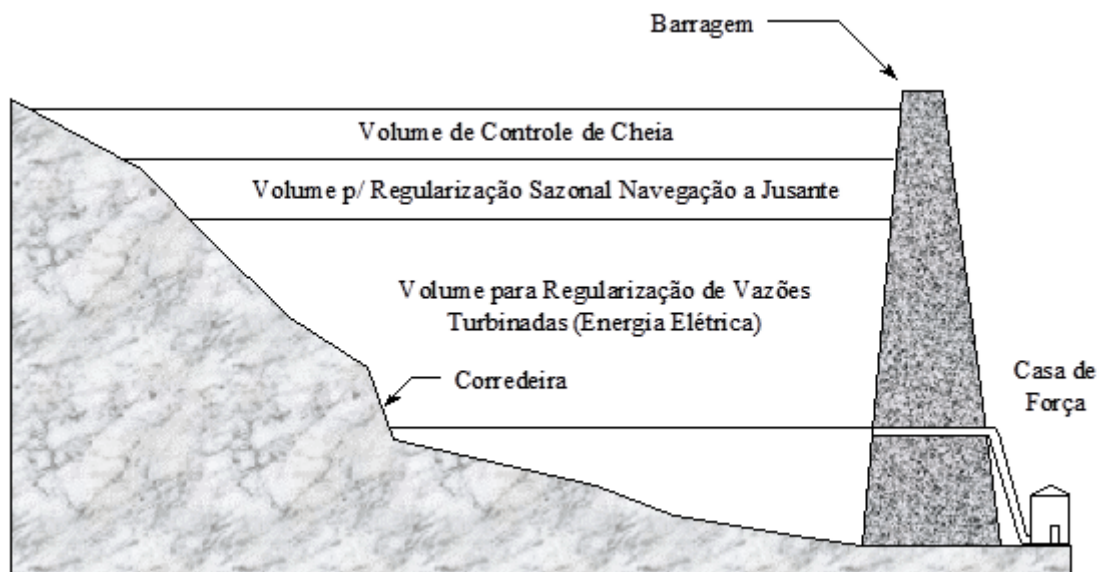 Barragem
Volume de Controle de Cheia
Volume p/ Regularização Sazonal Navegação a Jusante
Volume para Regularização de Vazões
Turbinadas (Energia Elétrica)
Corredeira
Casa de
Força